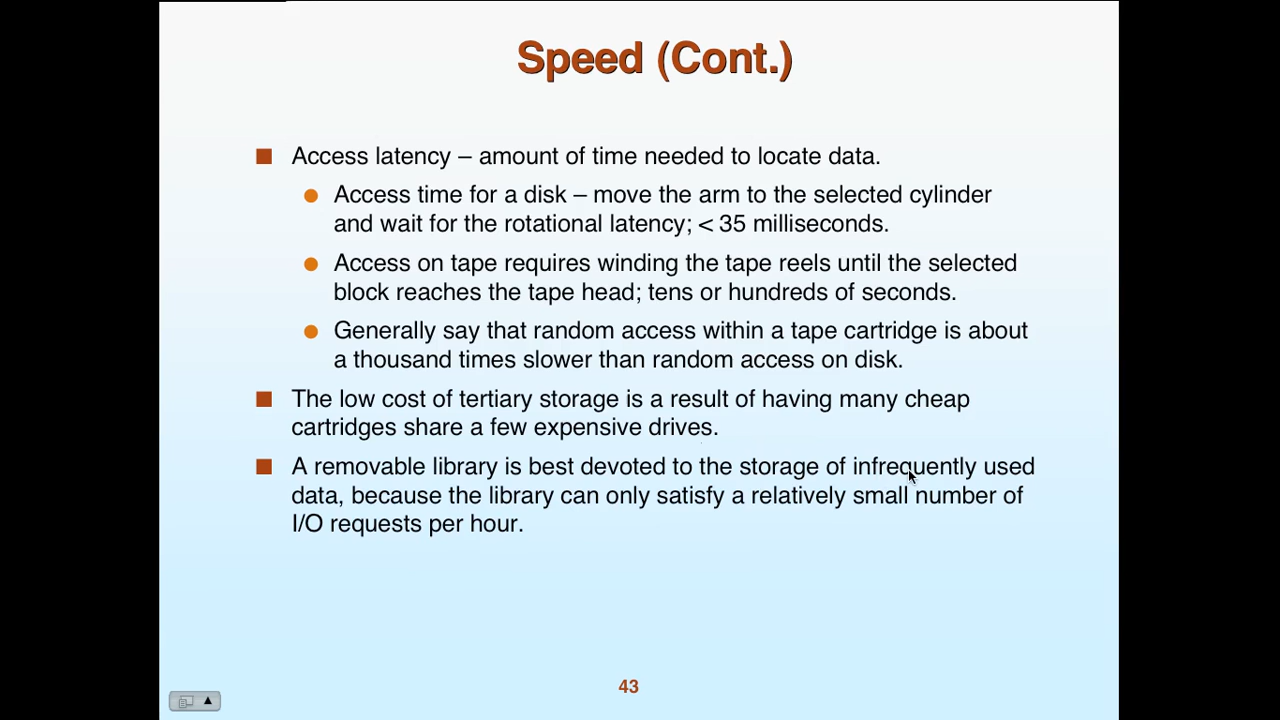 Speed (Cont.)
Access latency – amount of time needed to locate data.
Access time for a disk – move the arm to the selected cylinder
and wait for the rotational latency; < 35 milliseconds.
Access on tape requires winding the tape reels until the selected
block reaches the tape head; tens or hundreds of seconds.
Generally say that random access within a tape cartridge is about
a thousand times slower than random access on disk.
The low cost of tertiary storage is a result of having many cheap
cartridges share a few expensive drives.
A removable library is best devoted to the storage of infrequently used
data, because the library can only satisfy a relatively small number of
I/O requests per hour.
43